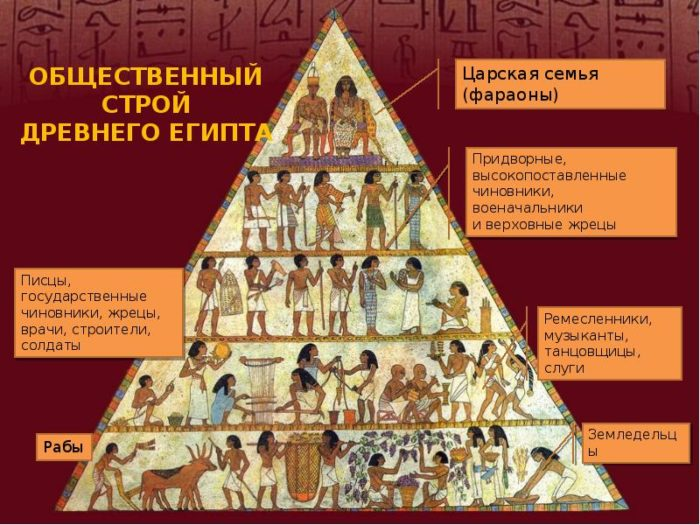 ОБЩЕСТВЕННЫЙ
СТРОЙ
ДРЕВНЕГО ЕГИПТА
Царская семья
(фараоны)
Придворные,
высокопоставленные
чиновники,
военачальники
и верховные жрецы
Писцы,
государственные
чиновники, жрецы,
врачи, строители,
солдаты
Ремесленники,
музыканты,
танцовщицы,
слуги
Рабы
Земледельц
ы